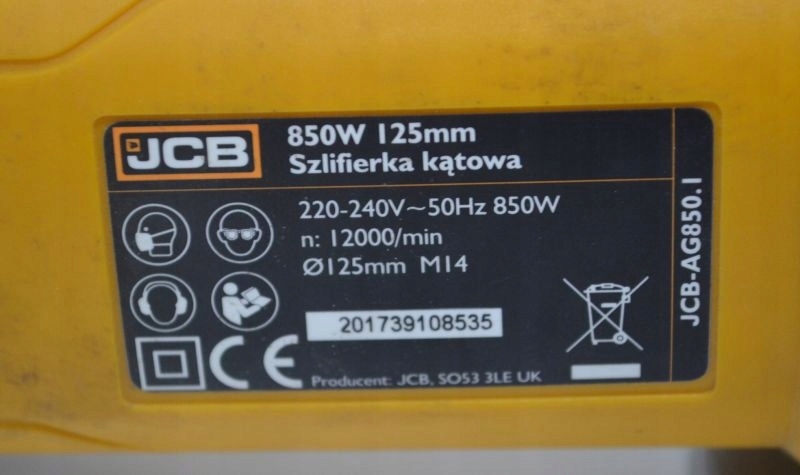 JCB
850W 125mm
Szlifierka kątowa
220-240V~50Hz 850W
n: 12000/min
Ø125mm M14
201739108535
CE
Producent: JCB, SO53 3LE UK
JCB-AG850.1